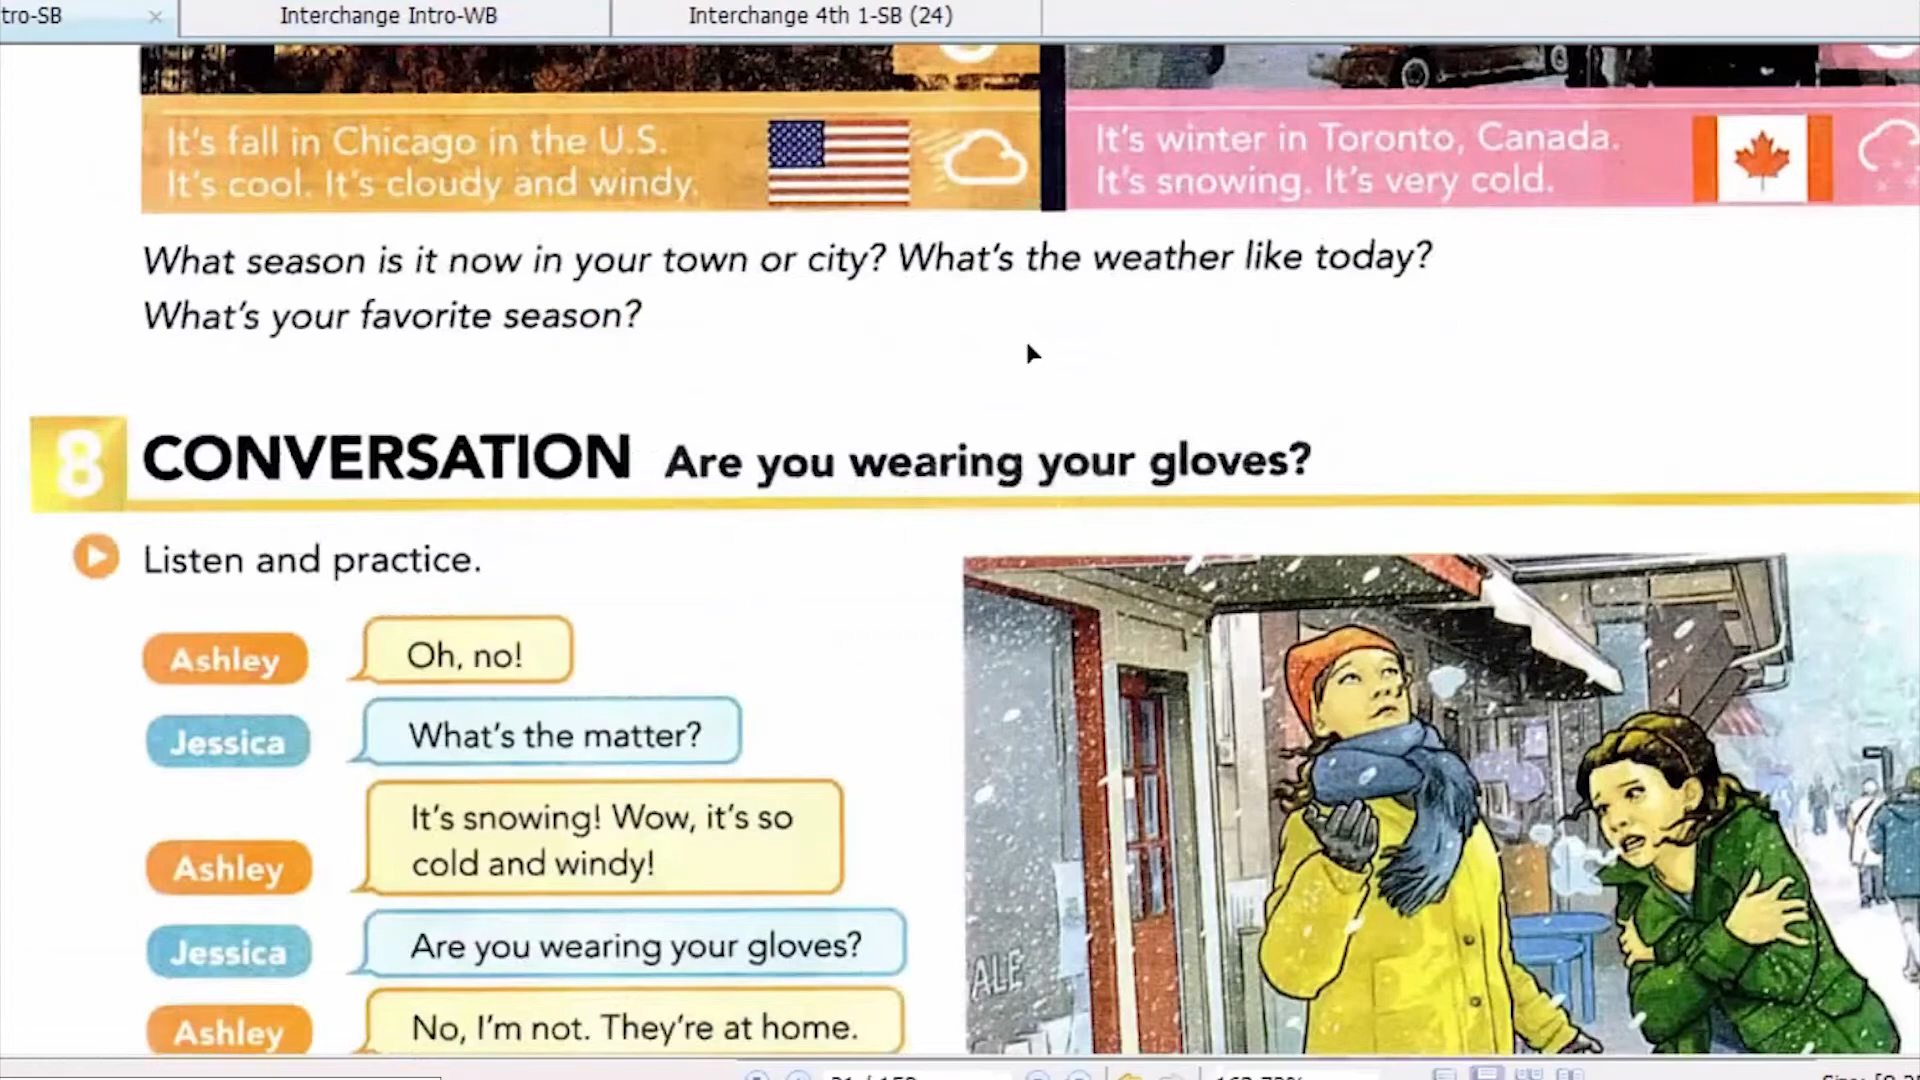 tro-SB
Interchange Intro-WB
Interchange 4th 1-SB (24)
It's fall in Chicago in the U.S.
It's cool. It's cloudy and windy.
It's winter in Toronto, Canada.
It's snowing. It's very cold.
What season is it now in your town or city? What's the weather like today?
What's your favorite season?
8 CONVERSATION Are you wearing your gloves?
Listen and practice.
Ashley Oh, no!
Jessica What's the matter?
Ashley It's snowing! Wow, it's so
cold and windy!
Jessica Are you wearing your gloves?
Ashley No, I'm not. They're at home.
ALE